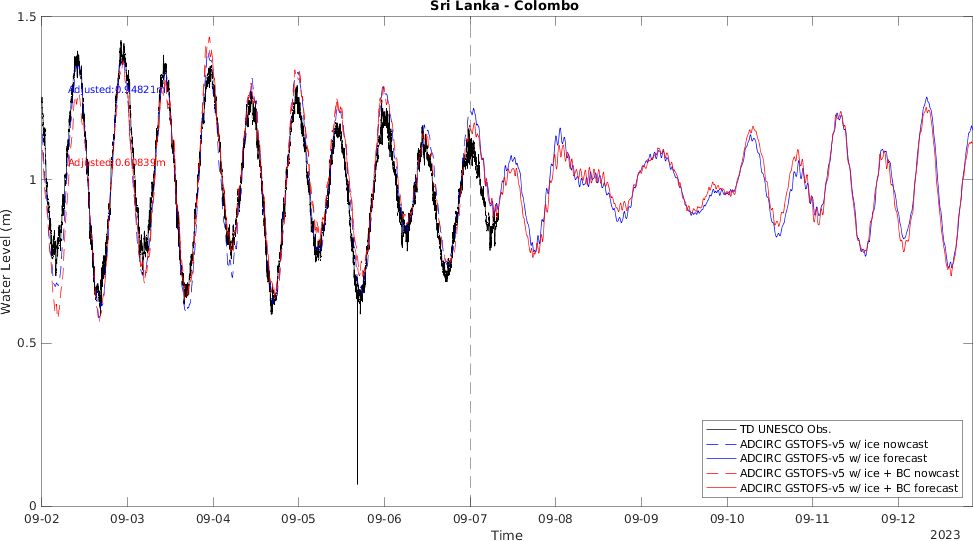 Sri Lanka - Colombo
1.5
Adjusted:0.94821m
Adjusted:0.60839m
1
0.5
0
Water Level (m)
TD UNESCO Obs.
ADCIRC GSTOFS-v5 w/ ice nowcast
ADCIRC GSTOFS-v5 w/ ice forecast
ADCIRC GSTOFS-v5 w/ ice + BC nowcast
ADCIRC GSTOFS-v5 w/ ice + BC forecast
09-02 09-03 09-04 09-05 09-06 09-07 09-08 09-09 09-10 09-11 09-12
Time
2023